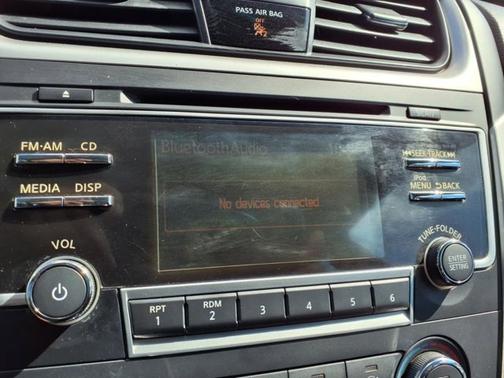 PASS AIR BAG
OFF
FM·AM CD
MEDIA DISP
VOL
Bluetooth Audio
No devices connected
SEEK·TRACK
iPod
MENU BACK
TUNE·FOLDER
ENTER
SETTING
RPT RDM
1 2 3 4 5 6